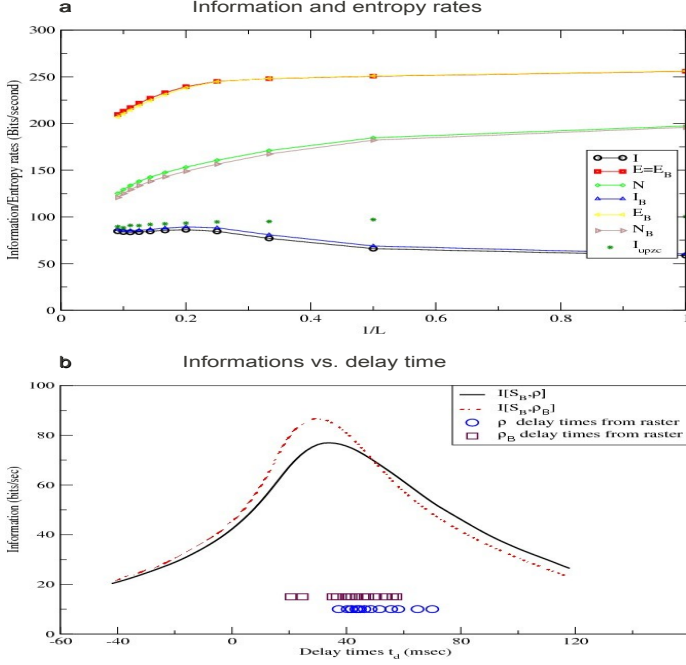 a Information and entropy rates
300
250
200
150
100
50
0
Information/Entropy rates (Bits/second)
I
E=E_B
N
I_B
E_B
N_B
I_upzc
0 0.2 0.4 0.6 0.8 1
1/L
b Informations vs. delay time
100
80
60
40
20
0
Information (bits/sec)
I[S_B,ρ]
I[S_B,ρ_B]
ρ delay times from raster
ρ_B delay times from raster
-60 -40 0 40 80 120
Delay times t_d (msec)